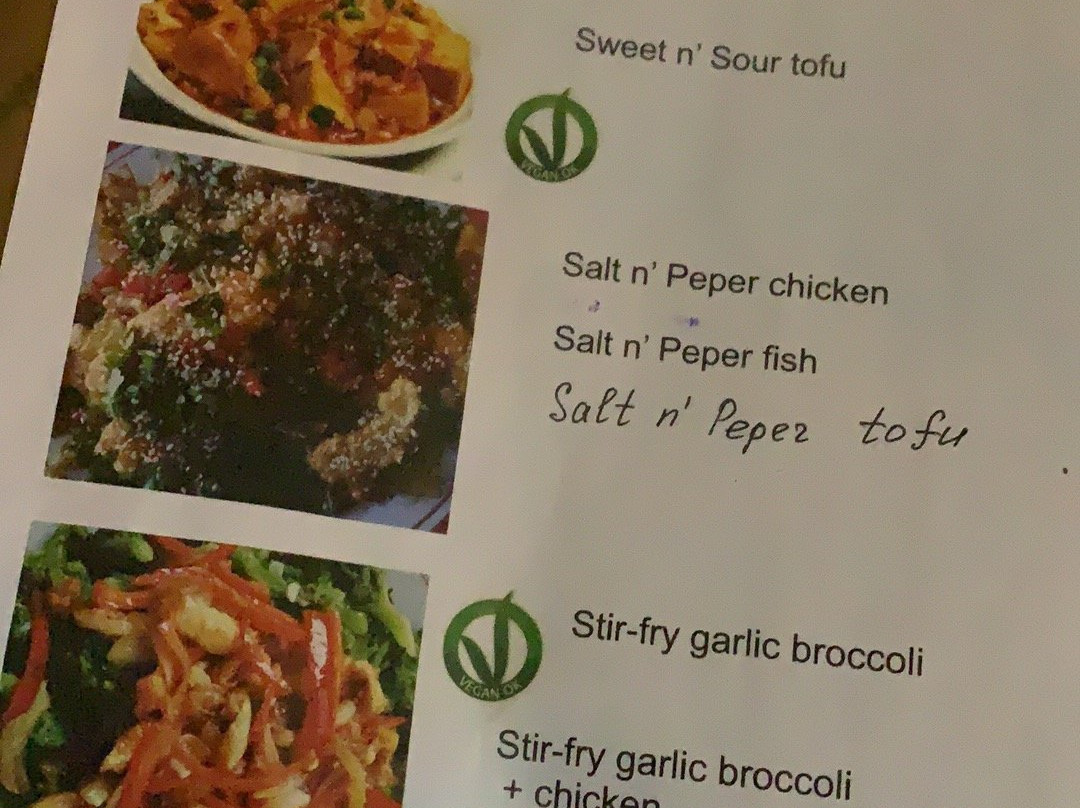 Sweet n' Sour tofu
VEGAN OK
Salt n' Peper chicken
Salt n' Peper fish
Salt n' Peper tofu
Stir-fry garlic broccoli
VEGAN OK
Stir-fry garlic broccoli
+ chicken